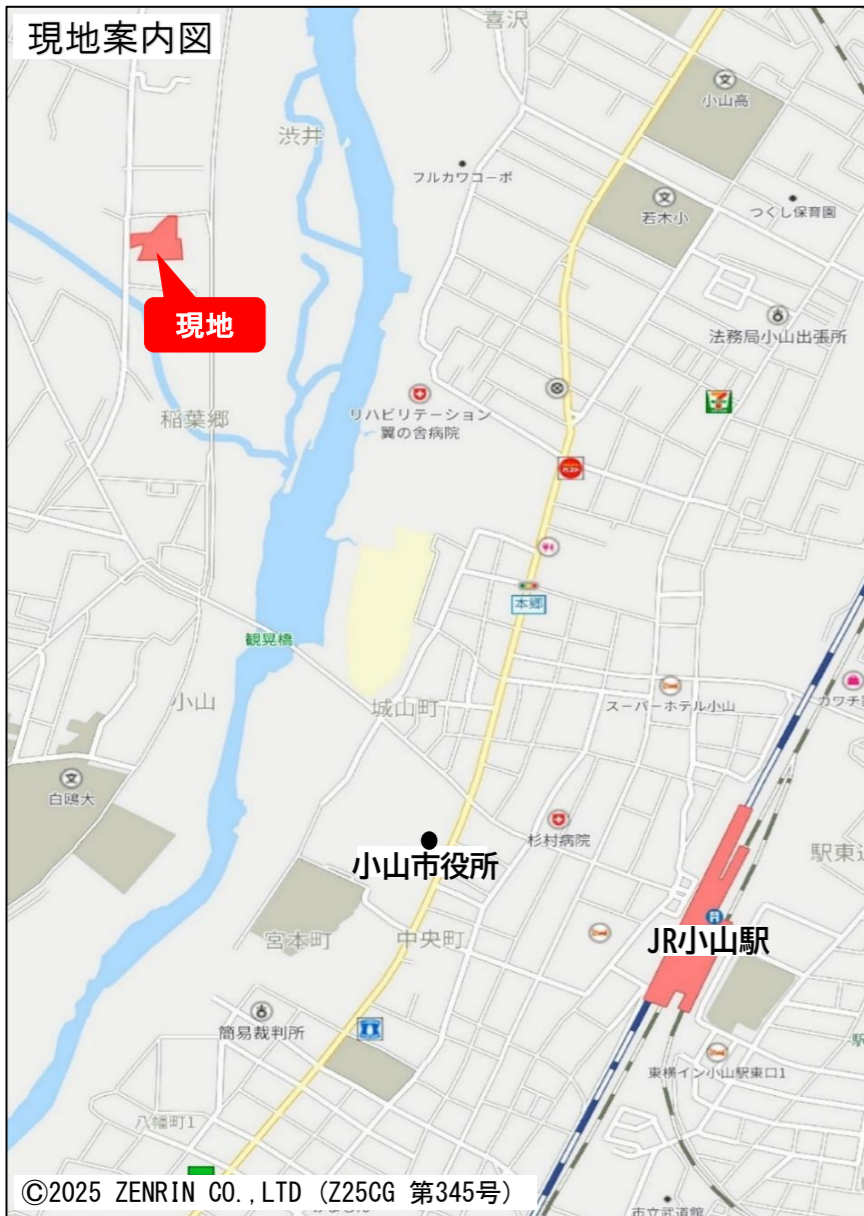 現地案内図
喜沢
小山高
渋井
フルカワコーポ
若木小
つくし保育園
現地
法務局小山出張所
稲葉郷
リハビリテーション
翼の舎病院
本郷
観晃橋
小山
城山町
スーパーホテル小山
カワチ
白鴎大
杉村病院
小山市役所
駅東通
宮本町
中央町
JR小山駅
簡易裁判所
東横イン小山駅東口1
八幡町1
市立武道館
©2025 ZENRIN CO.,LTD (Z25CG 第345号)